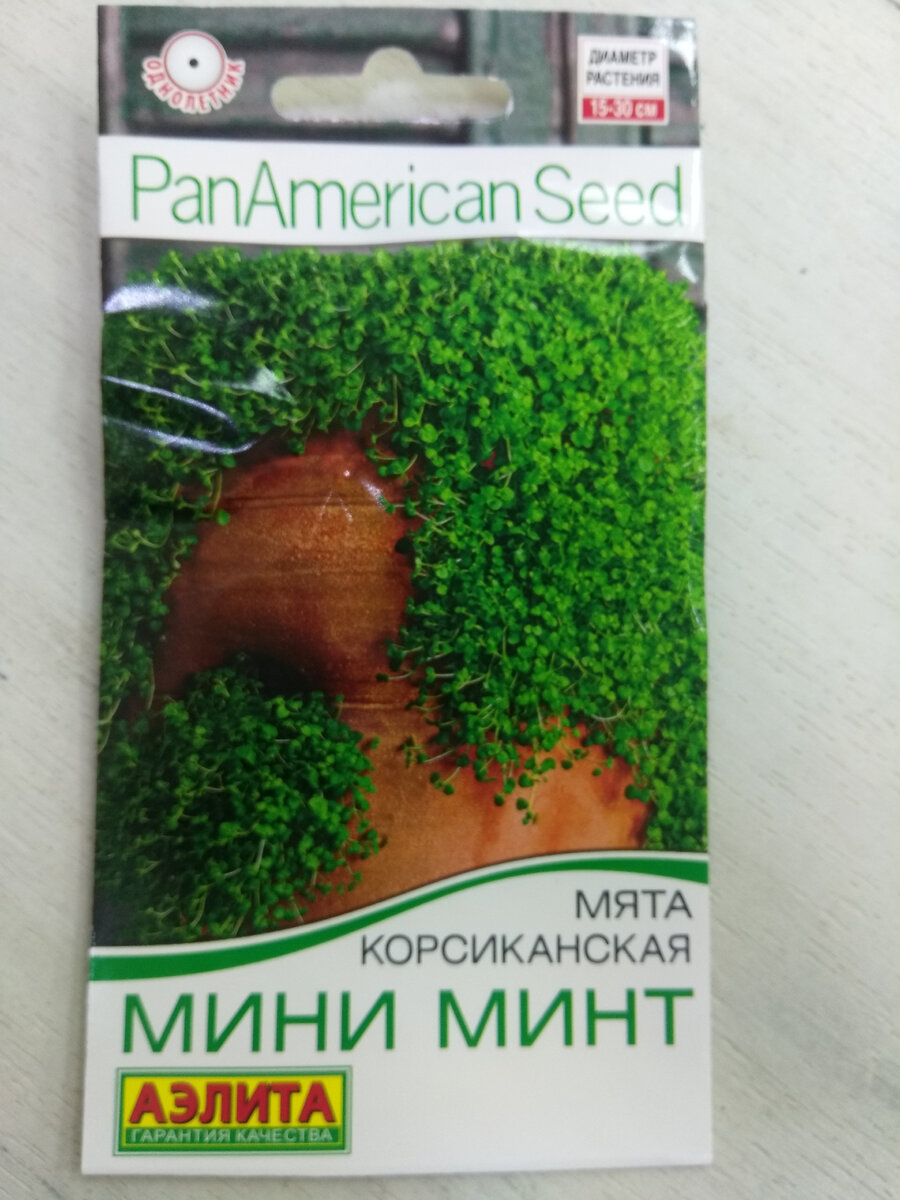 ОДНОЛЕТНИК
ДИАМЕТР
РАСТЕНИЯ
15-30 см
PanAmerican Seed
МЯТА
КОРСИКАНСКАЯ
МИНИ МИНТ
АЭЛИТА
ГАРАНТИЯ КАЧЕСТВА